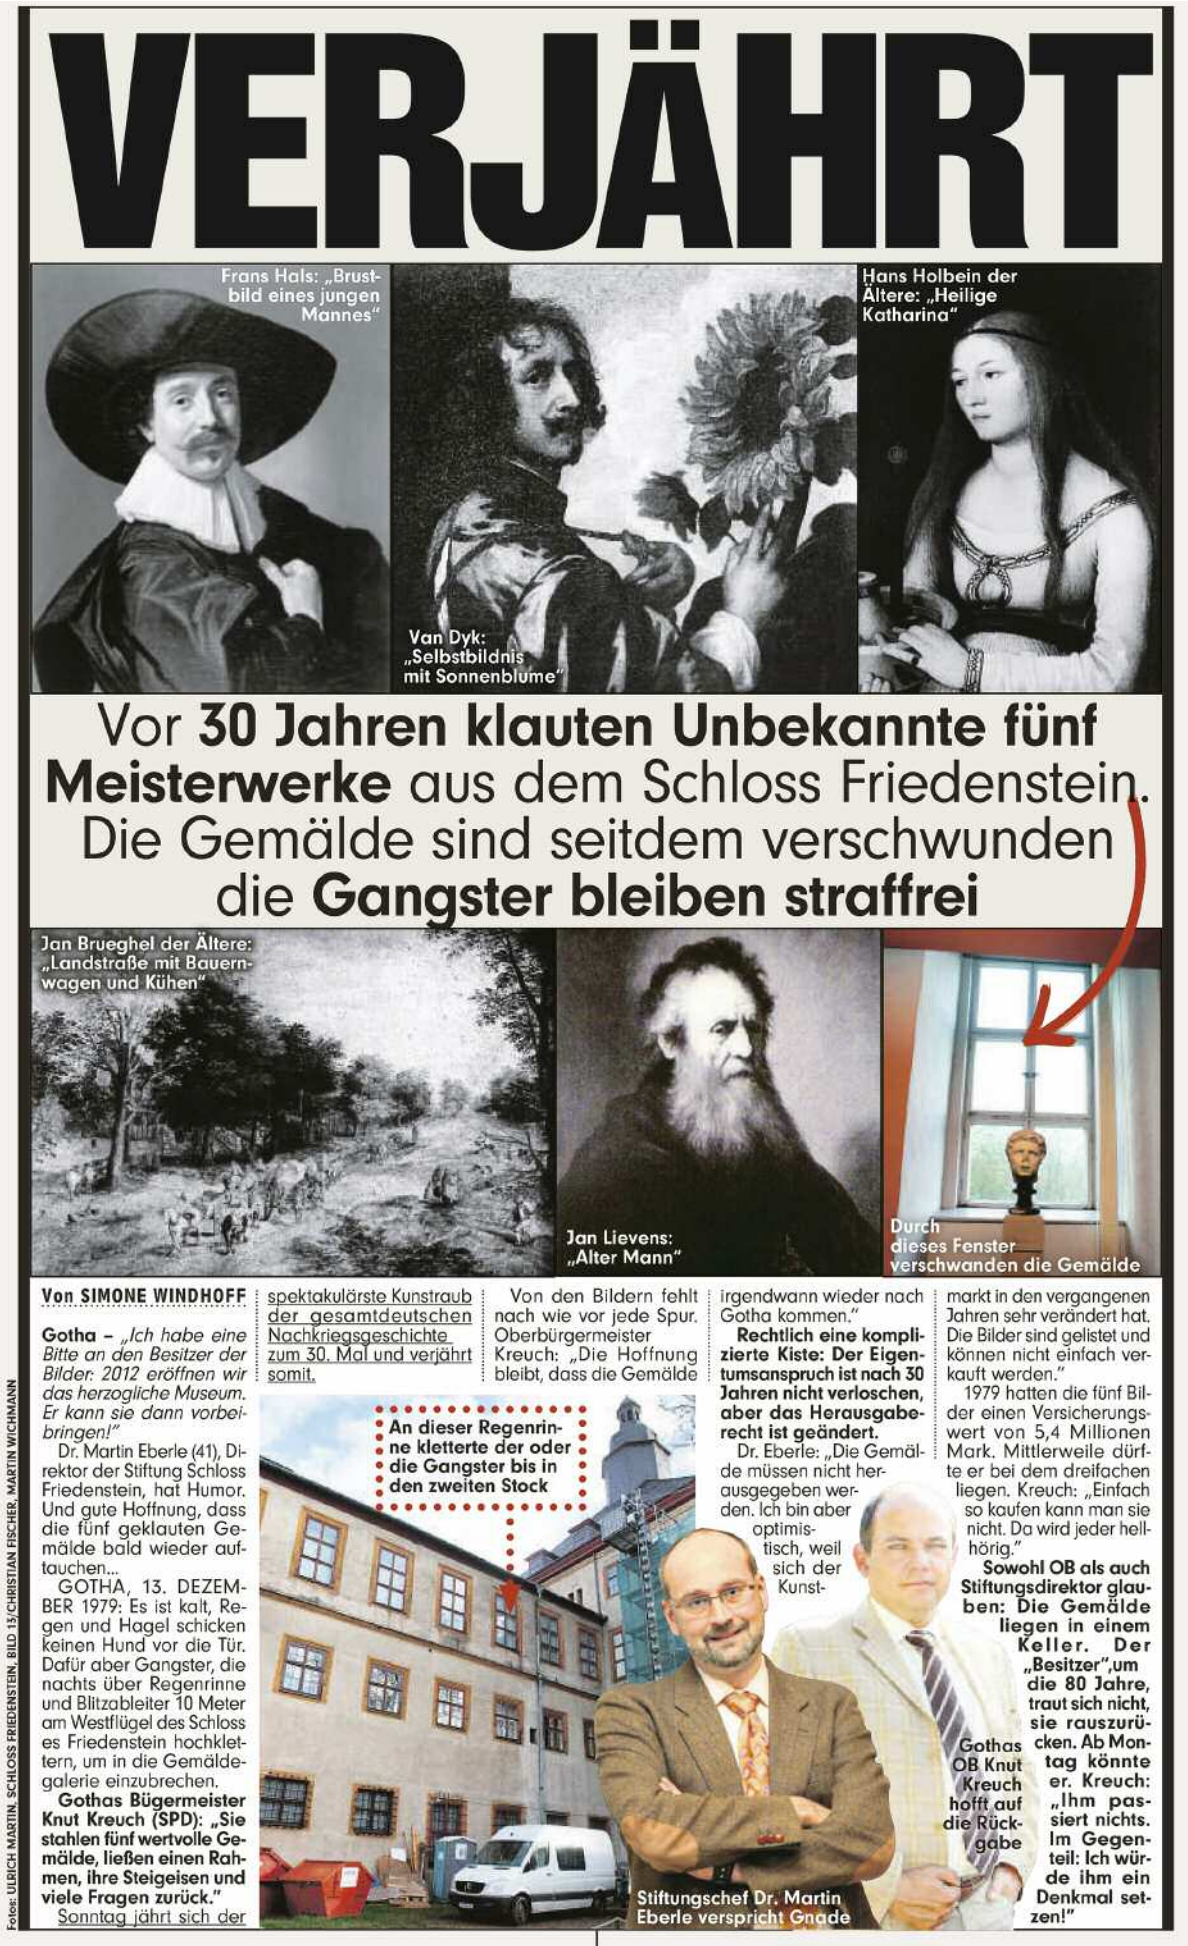 VERJÄHRT
Frans Hals: „Brust-
bild eines jungen
Mannes“
Van Dyk:
„Selbstbildnis
mit Sonnenblume“
Hans Holbein der
Ältere: „Heilige
Katharina“
Vor 30 Jahren klauten Unbekannte fünf
Meisterwerke aus dem Schloss Friedenstein.
Die Gemälde sind seitdem verschwunden
die Gangster bleiben straffrei
Jan Brueghel der Ältere:
„Landstraße mit Bauern-
wagen und Kühen“
Jan Lievens:
„Alter Mann“
Durch
dieses Fenster
verschwanden die Gemälde
Von SIMONE WINDHOFF
Gotha – „Ich habe eine
Bitte an den Besitzer der
Bilder: 2012 eröffnen wir
das herzogliche Museum.
Er kann sie dann vorbei-
bringen!“
Dr. Martin Eberle (41), Di-
rektor der Stiftung Schloss
Friedenstein, hat Humor.
Und gute Hoffnung, dass
die fünf geklauten Ge-
mälde bald wieder auf-
tauchen...
GOTHA, 13. DEZEM-
BER 1979: Es ist kalt, Re-
gen und Hagel schicken
keinen Hund vor die Tür.
Dafür aber Gangster, die
nachts über Regenrinne
und Blitzableiter 10 Meter
am Westflügel des Schloss
es Friedenstein hochklet-
tern, um in die Gemälde-
galerie einzubrechen.
Gothas Bügermeister
Knut Kreuch (SPD): „Sie
stahlen fünf wertvolle Ge-
mälde, ließen einen Rah-
men, ihre Steigeisen und
viele Fragen zurück.“
Sonntag jährt sich der
spektakulärste Kunstraub
der gesamtdeutschen
Nachkriegsgeschichte
zum 30. Mal und verjährt
somit.
Von den Bildern fehlt
nach wie vor jede Spur.
Oberbürgermeister
Kreuch: „Die Hoffnung
bleibt, dass die Gemälde
irgendwann wieder nach
Gotha kommen.“
Rechtlich eine kompli-
zierte Kiste: Der Eigen-
tumsanspruch ist nach 30
Jahren nicht verloschen,
aber das Herausgabe-
recht ist geändert.
Dr. Eberle: „Die Gemäl-
de müssen nicht her-
ausgegeben wer-
den. Ich bin aber
optimis-
tisch, weil
sich der
Kunst-
markt in den vergangenen
Jahren sehr verändert hat.
Die Bilder sind gelistet und
können nicht einfach ver-
kauft werden.“
1979 hatten die fünf Bil-
der einen Versicherungs-
wert von 5,4 Millionen
Mark. Mittlerweile dürf-
te er bei dem dreifachen
liegen. Kreuch: „Einfach
so kaufen kann man sie
nicht. Da wird jeder hell-
hörig.“
Sowohl OB als auch
Stiftungsdirektor glau-
ben: Die Gemälde
liegen in einem
Keller. Der
„Besitzer“,um
die 80 Jahre,
traut sich nicht,
sie rauszurü-
cken. Ab Mon-
tag könnte
er. Kreuch:
„Ihm pas-
siert nichts.
Im Gegen-
teil: Ich wür-
de ihm ein
Denkmal set-
zen!“
An dieser Regenrin-
ne kletterte der oder
die Gangster bis in
den zweiten Stock
Stiftungschef Dr. Martin
Eberle verspricht Gnade
Gothas
OB Knut
Kreuch
hofft auf
die Rück-
gabe
Fotos: ULRICH MARTIN, SCHLOSS FRIEDENSTEIN, BILD 13/CHRISTIAN FISCHER, MARTIN WICHMANN